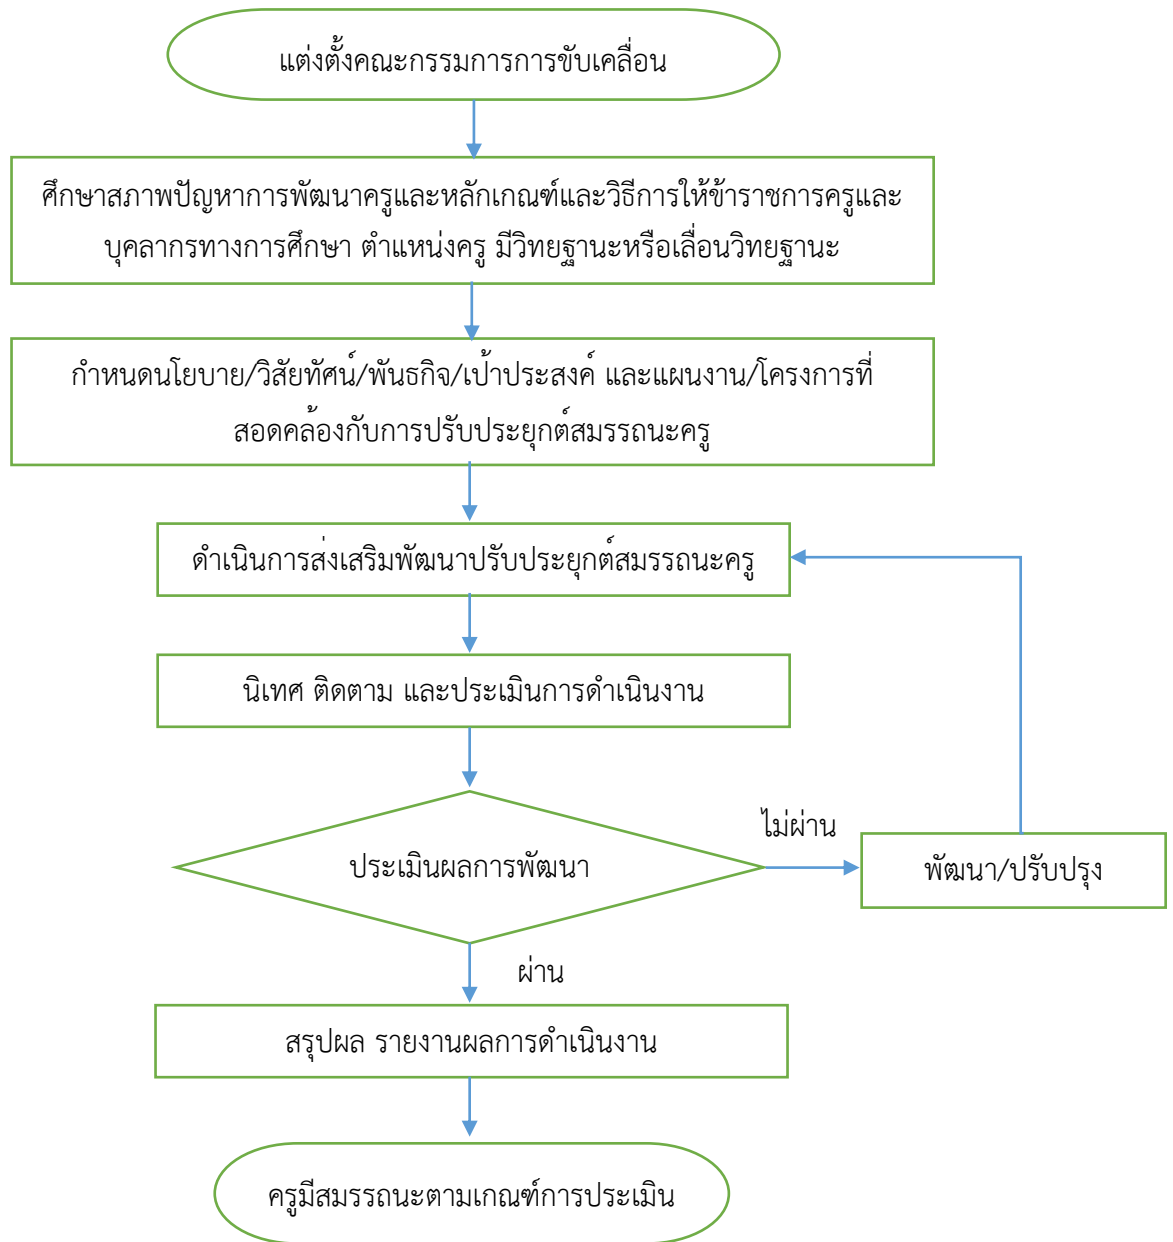 แต่งตั้งคณะกรรมการการขับเคลื่อน
ศึกษาสภาพปัญหาการพัฒนาครูและหลักเกณฑ์และวิธีการให้ข้าราชการครูและ
บุคลากรทางการศึกษา ตำแหน่งครู มีวิทยฐานะหรือเลื่อนวิทยฐานะ
กำหนดนโยบาย/วิสัยทัศน์/พันธกิจ/เป้าประสงค์ และแผนงาน/โครงการที่
สอดคล้องกับการปรับประยุกต์สมรรถนะครู
ดำเนินการส่งเสริมพัฒนาปรับประยุกต์สมรรถนะครู
นิเทศ ติดตาม และประเมินการดำเนินงาน
ไม่ผ่าน
ประเมินผลการพัฒนา
พัฒนา/ปรับปรุง
ผ่าน
สรุปผล รายงานผลการดำเนินงาน
ครูมีสมรรถนะตามเกณฑ์การประเมิน